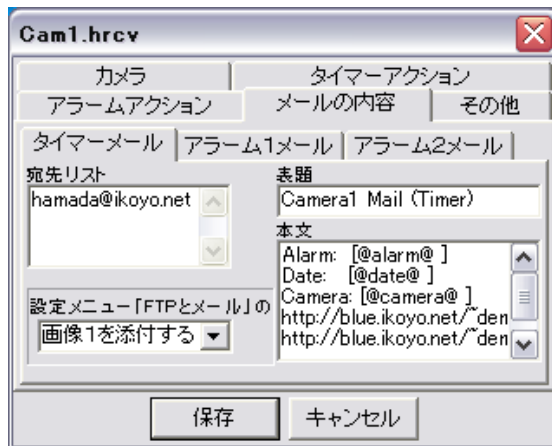 Cam1.hrcv
カメラ
タイマーアクション
アラームアクション
メールの内容
その他
タイマーメール
アラーム1メール
アラーム2メール
宛先リスト
hamada@ikoyo.net
設定メニュー「FTPとメール」の
画像1を添付する
表題
Camera1 Mail (Timer)
本文
Alarm: [@alarm@ ]
Date: [@date@ ]
Camera: [@camera@ ]
http://blue.ikoyo.net/~den
http://blue.ikoyo.net/~den
保存
キャンセル